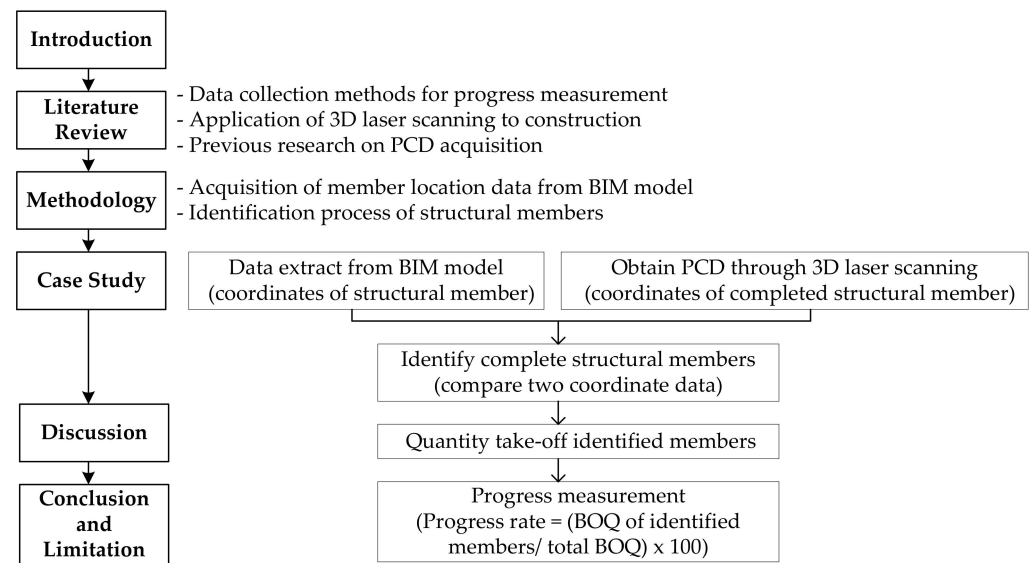 Introduction
Literature
Review
- Data collection methods for progress measurement
- Application of 3D laser scanning to construction
- Previous research on PCD acquisition
Methodology
- Acquisition of member location data from BIM model
- Identification process of structural members
Case Study
Data extract from BIM model
(coordinates of structural member)
Obtain PCD through 3D laser scanning
(coordinates of completed structural member)
Identify complete structural members
(compare two coordinate data)
Discussion
Quantity take-off identified members
Conclusion
and
Limitation
Progress measurement
(Progress rate = (BOQ of identified
members/ total BOQ) x 100)